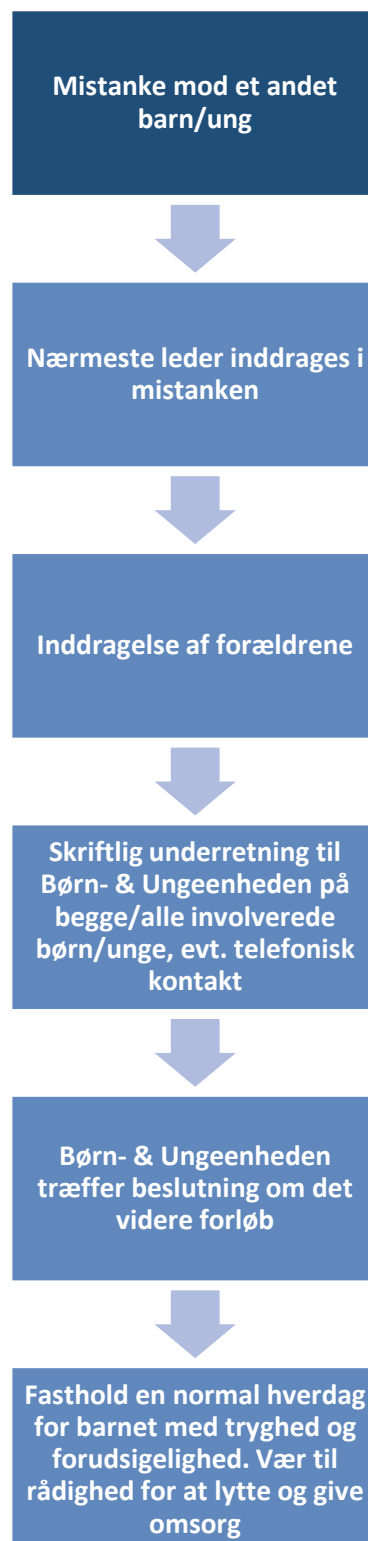 Mistanke mod et andet
barn/ung
Nærmeste leder inddrages i
mistanken
Inddragelse af forældrene
Skriftlig underretning til
Børn- & Ungeenheden på
begge/alle involverede
børn/unge, evt. telefonisk
kontakt
Børn- & Ungeenheden
træffer beslutning om det
videre forløb
Fasthold en normal hverdag
for barnet med tryghed og
forudsigelighed. Vær til
rådighed for at lytte og give
omsorg